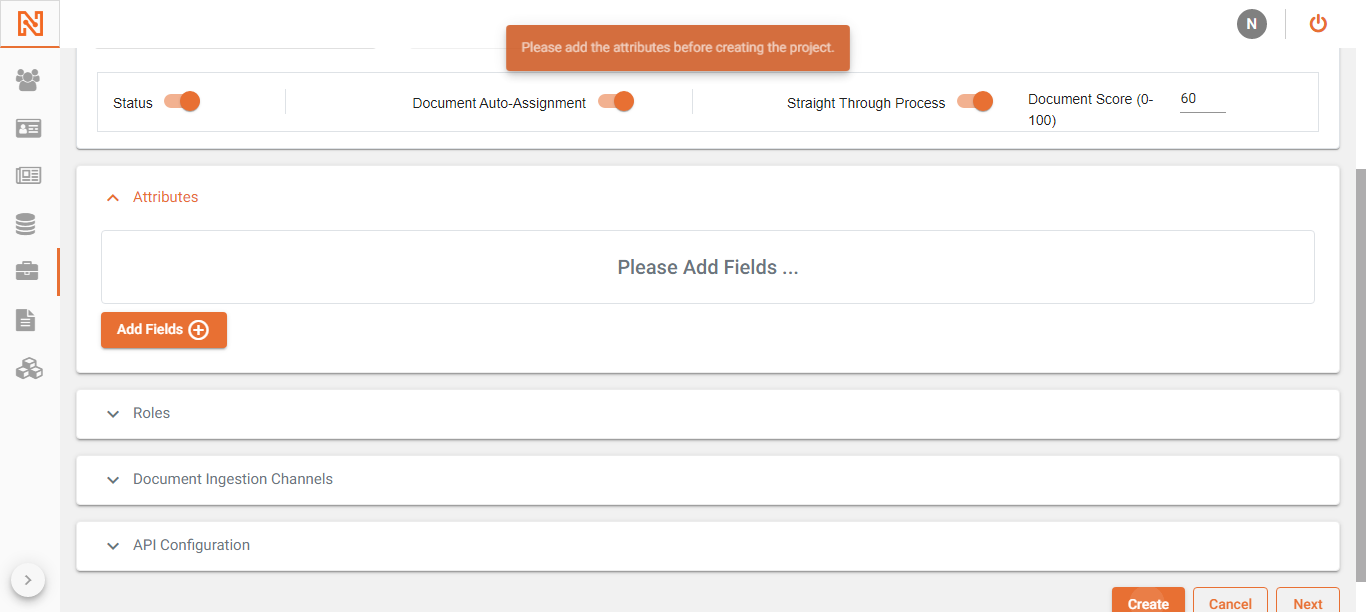 N
Please add the attributes before creating the project.
Status
Document Auto-Assignment
Straight Through Process
Document Score (0-
100)
60
Attributes
Please Add Fields ...
Add Fields
Roles
Document Ingestion Channels
API Configuration
Create
Cancel
Next